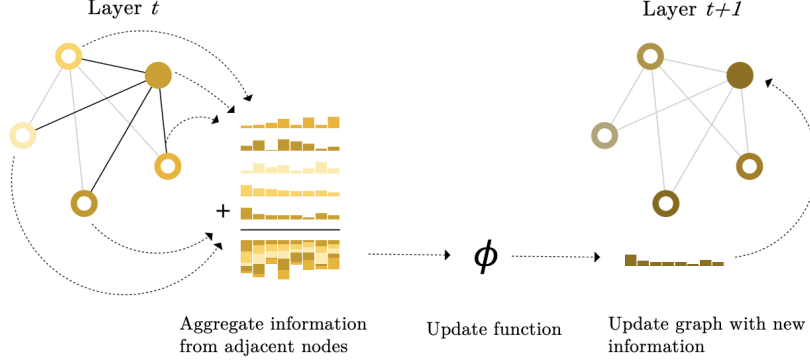 Layer t
Layer t+1
+
ϕ
Aggregate information
from adjacent nodes
Update function
Update graph with new
information